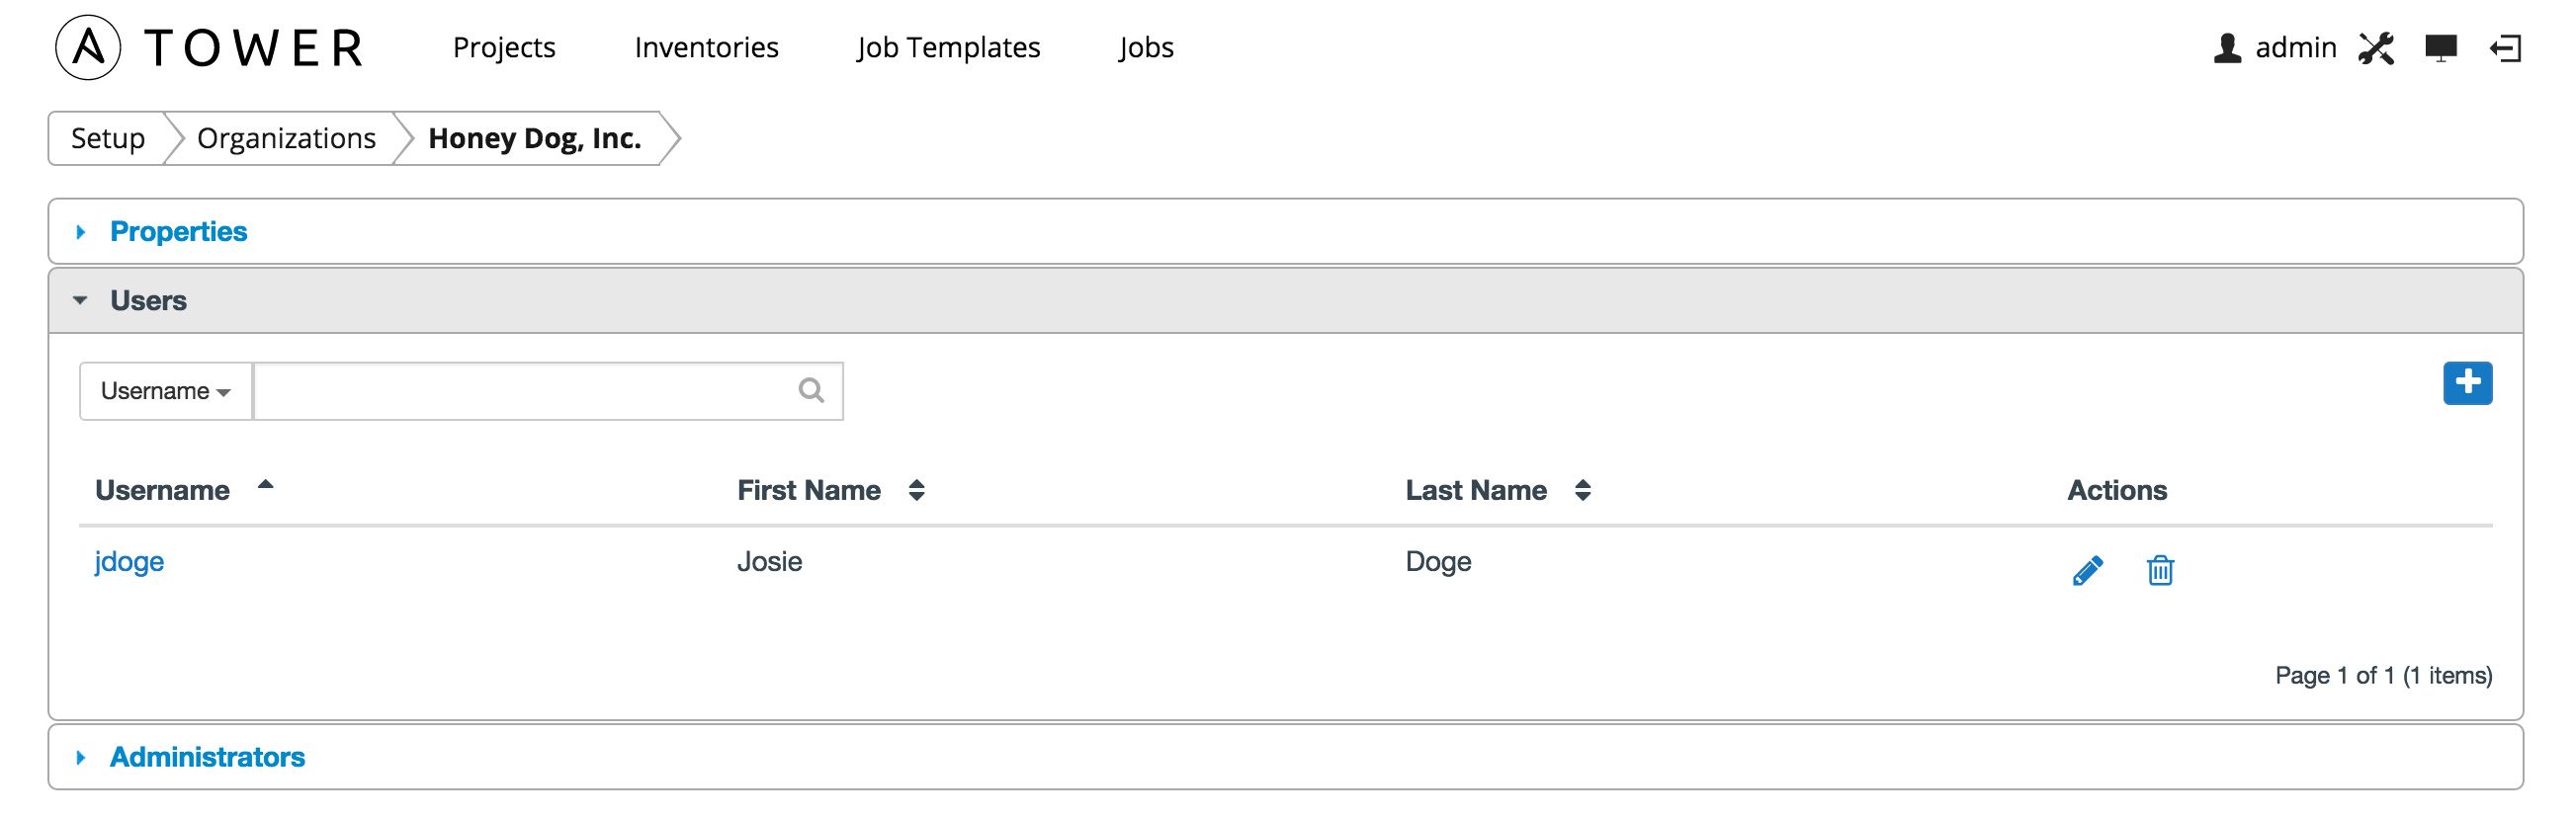 TOWER Projects Inventories Job Templates Jobs admin
Setup Organizations Honey Dog, Inc.
Properties
Users
Username
Username First Name Last Name Actions
jdoge Josie Doge
Page 1 of 1 (1 items)
Administrators